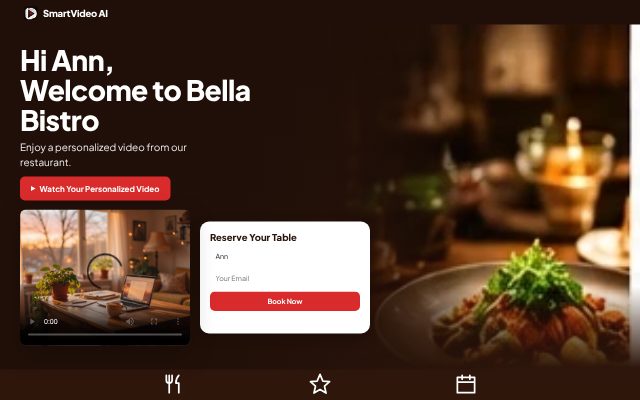 SmartVideo AI
Hi Ann,
Welcome to Bella
Bistro
Enjoy a personalized video from our
restaurant.
Watch Your Personalized Video
0:00
Reserve Your Table
Ann
Your Email
Book Now